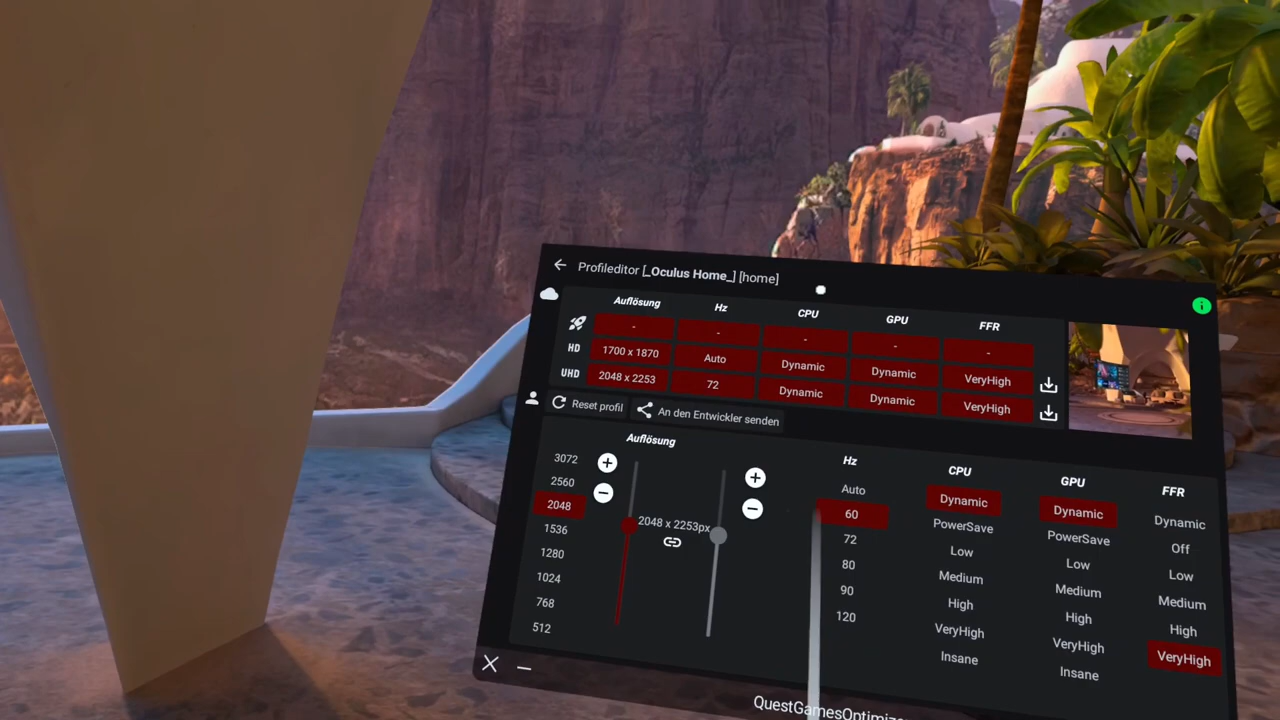 Profileditor [_Oculus Home_] [home]
Auflösung Hz CPU GPU FFR
- - - - -
HD 1700 x 1870 Auto Dynamic Dynamic VeryHigh
UHD 2048 x 2253 72 Dynamic Dynamic VeryHigh
Reset profil An den Entwickler senden
Auflösung
3072
2560
2048
1536
1280
1024
768
512
2048 x 2253px
Hz
Auto
60
72
80
90
120
CPU
Dynamic
PowerSave
Low
Medium
High
VeryHigh
Insane
GPU
Dynamic
PowerSave
Low
Medium
High
VeryHigh
Insane
FFR
Dynamic
Off
Low
Medium
High
VeryHigh